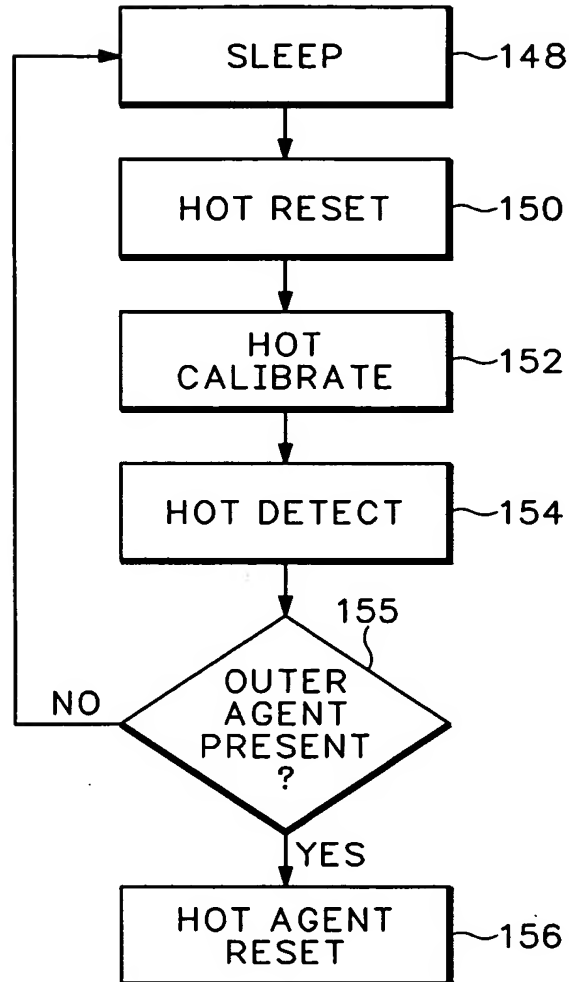 SLEEP
148
HOT RESET
150
HOT
CALIBRATE
152
HOT DETECT
154
155
OUTER
AGENT
PRESENT
?
NO
YES
HOT AGENT
RESET
156